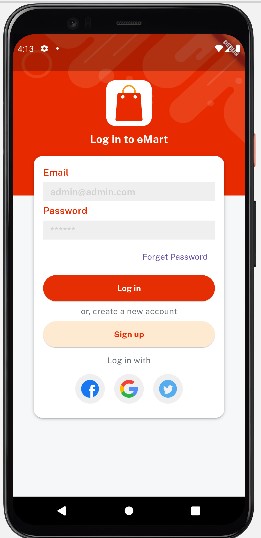 4:13
Log in to eMart
Email
admin@admin.com
Password
******
Forget Password
Log in
or, create a new account
Sign up
Log in with